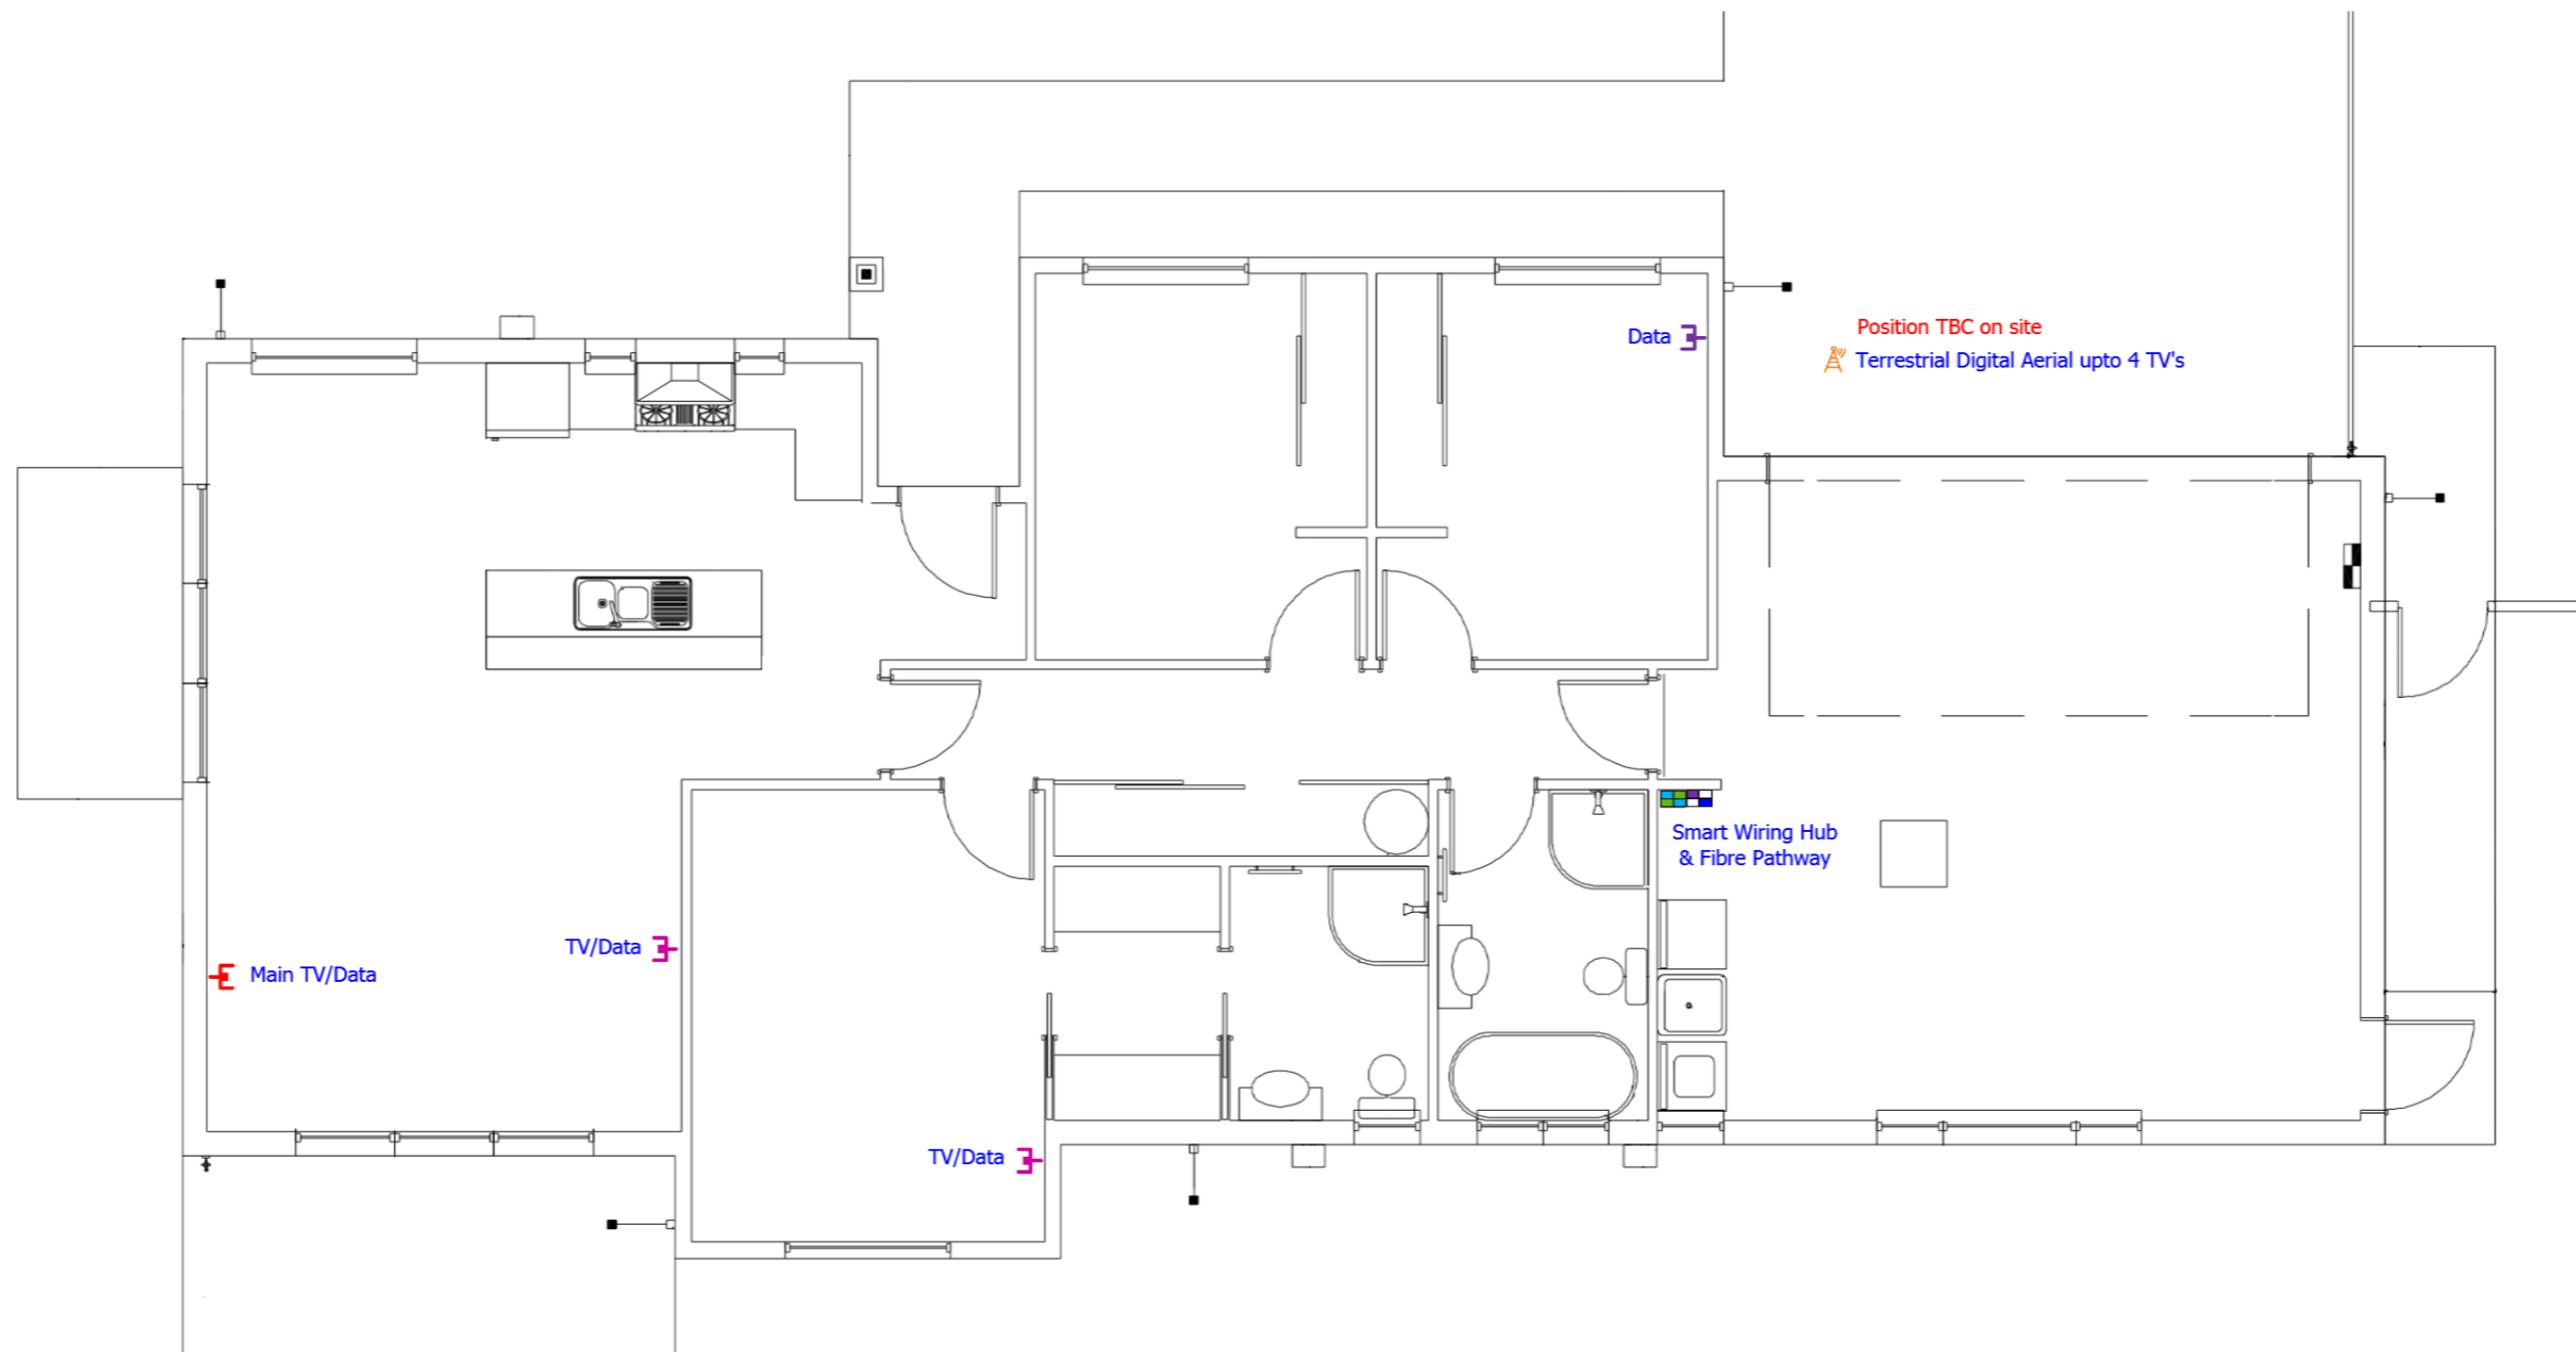 Position TBC on site
Data
Terrestrial Digital Aerial upto 4 TV's
Smart Wiring Hub
& Fibre Pathway
TV/Data
Main TV/Data
TV/Data